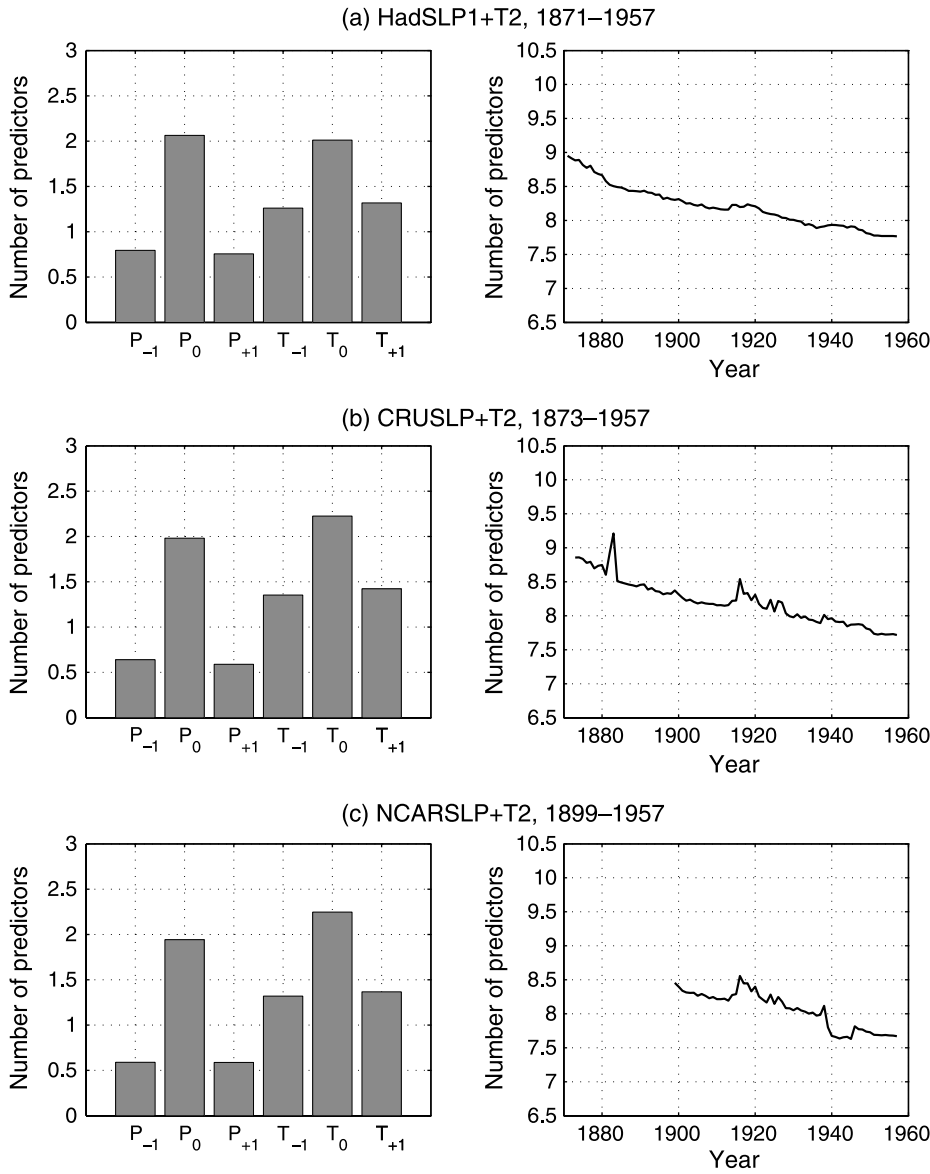 (a) HadSLP1+T2, 1871–1957
Number of predictors
3
2.5
2
1.5
1
0.5
0
P−1 P0 P+1 T−1 T0 T+1
Number of predictors
10.5
10
9.5
9
8.5
8
7.5
7
6.5
1880 1900 1920 1940 1960
Year
(b) CRUSLP+T2, 1873–1957
Number of predictors
3
2.5
2
1.5
1
0.5
0
P−1 P0 P+1 T−1 T0 T+1
Number of predictors
10.5
10
9.5
9
8.5
8
7.5
7
6.5
1880 1900 1920 1940 1960
Year
(c) NCARSLP+T2, 1899–1957
Number of predictors
3
2.5
2
1.5
1
0.5
0
P−1 P0 P+1 T−1 T0 T+1
Number of predictors
10.5
10
9.5
9
8.5
8
7.5
7
6.5
1880 1900 1920 1940 1960
Year